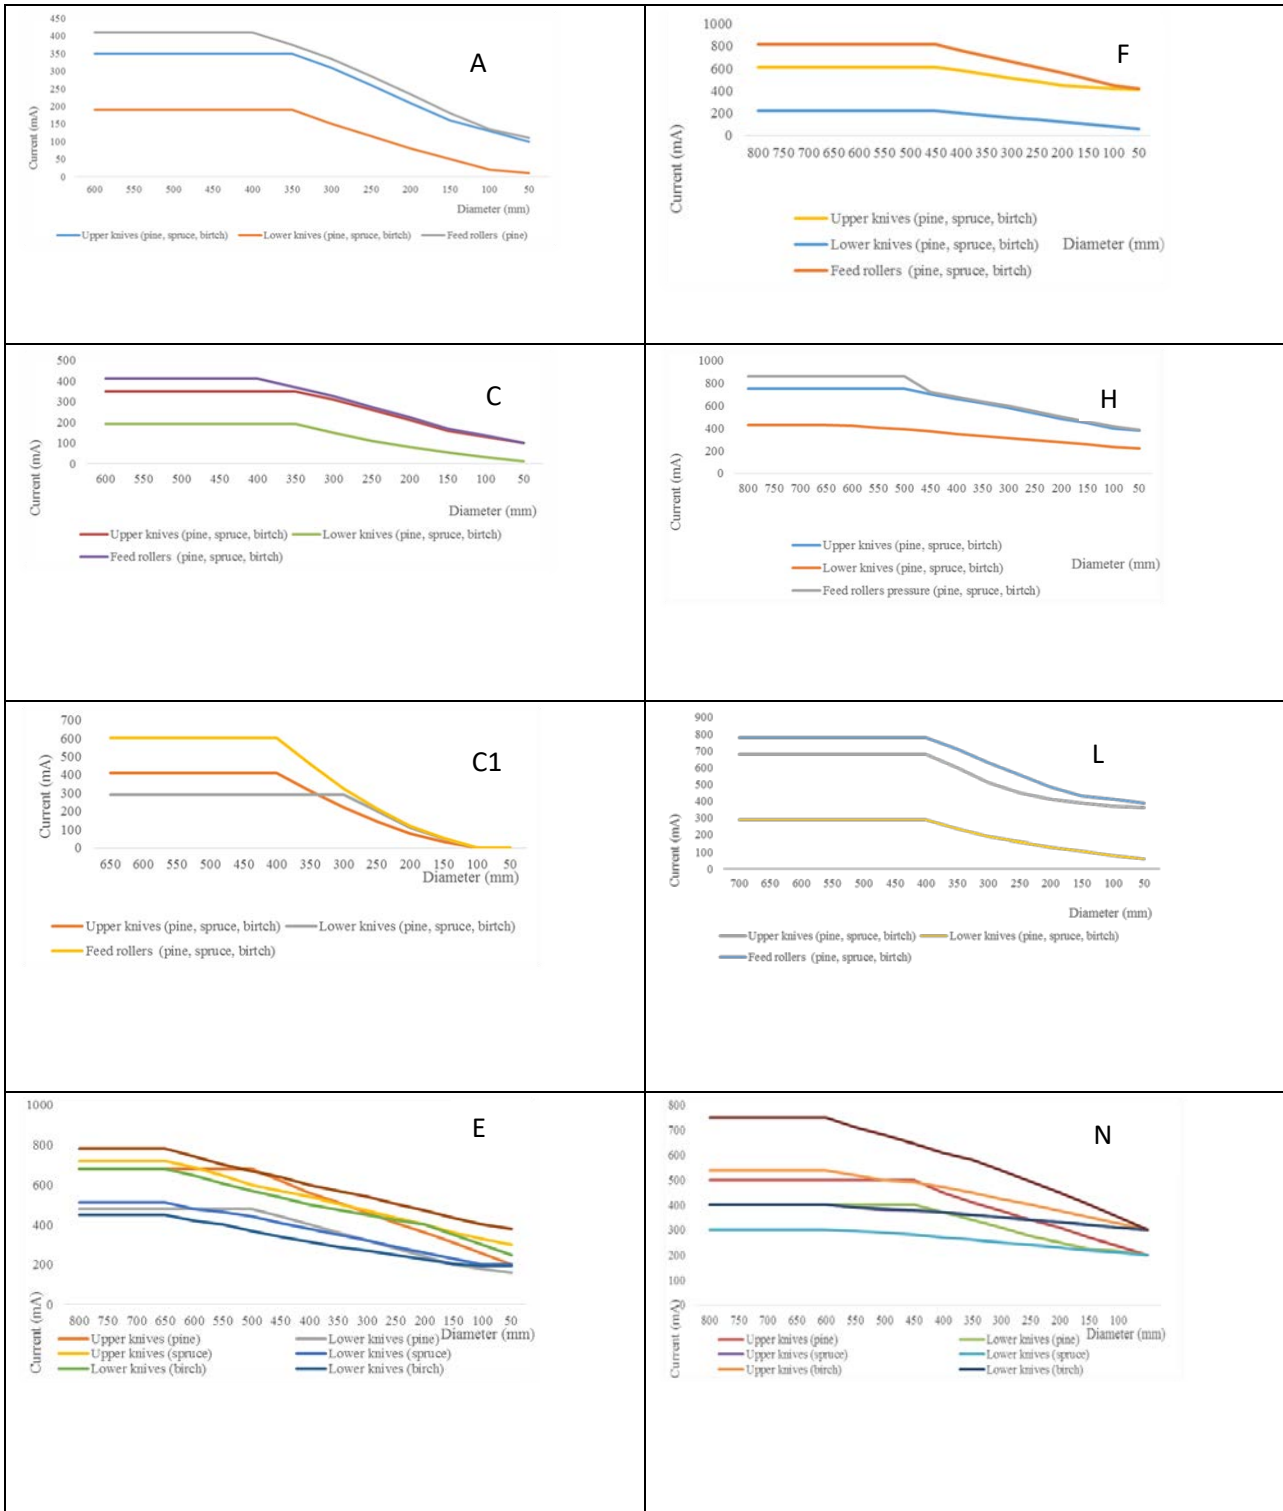 450
400
350
300
250
200
150
100
50
0
Current (mA)
A
600 550 500 450 400 350 300 250 200 150 100 50
Diameter (mm)
Upper knives (pine, spruce, birtch) Lower knives (pine, spruce, birtch) Feed rollers (pine)
1000
800
600
400
200
0
Current (mA)
F
800 750 700 650 600 550 500 450 400 350 300 250 200 150 100 50
Upper knives (pine, spruce, birtch)
Lower knives (pine, spruce, birtch) Diameter (mm)
Feed rollers (pine, spruce, birtch)
500
400
300
200
100
0
Current (mA)
C
600 550 500 450 400 350 300 250 200 150 100 50
Diameter (mm)
Upper knives (pine, spruce, birtch) Lower knives (pine, spruce, birtch)
Feed rollers (pine, spruce, birtch)
1000
800
600
400
200
0
Current (mA)
H
800 750 700 650 600 550 500 450 400 350 300 250 200 150 100 50
Upper knives (pine, spruce, birtch)
Lower knives (pine, spruce, birtch) Diameter (mm)
Feed rollers pressure (pine, spruce, birtch)
700
600
500
400
300
200
100
0
Current (mA)
C1
650 600 550 500 450 400 350 300 250 200 150 100 50
Diameter (mm)
Upper knives (pine, spruce, birtch) Lower knives (pine, spruce, birtch)
Feed rollers (pine, spruce, birtch)
900
800
700
600
500
400
300
200
100
0
Current (mA)
L
700 650 600 550 500 450 400 350 300 250 200 150 100 50
Diameter (mm)
Upper knives (pine, spruce, birtch) Lower knives (pine, spruce, birtch)
Feed rollers (pine, spruce, birtch)
1000
800
600
400
200
0
Current (mA)
E
800 750 700 650 600 550 500 450 400 350 300 250 200 150 100 50
Upper knives (pine) Lower knives (pine) Diameter (mm)
Upper knives (spruce) Lower knives (spruce)
Lower knives (birch) Lower knives (birch)
800
700
600
500
400
300
200
100
0
Current (mA)
N
800 700 600 550 500 450 400 350 300 250 200 150 100 50
Upper knives (pine) Lower knives (pine) Diameter (mm)
Upper knives (spruce) Lower knives (spruce)
Upper knives (birch) Lower knives (birch)